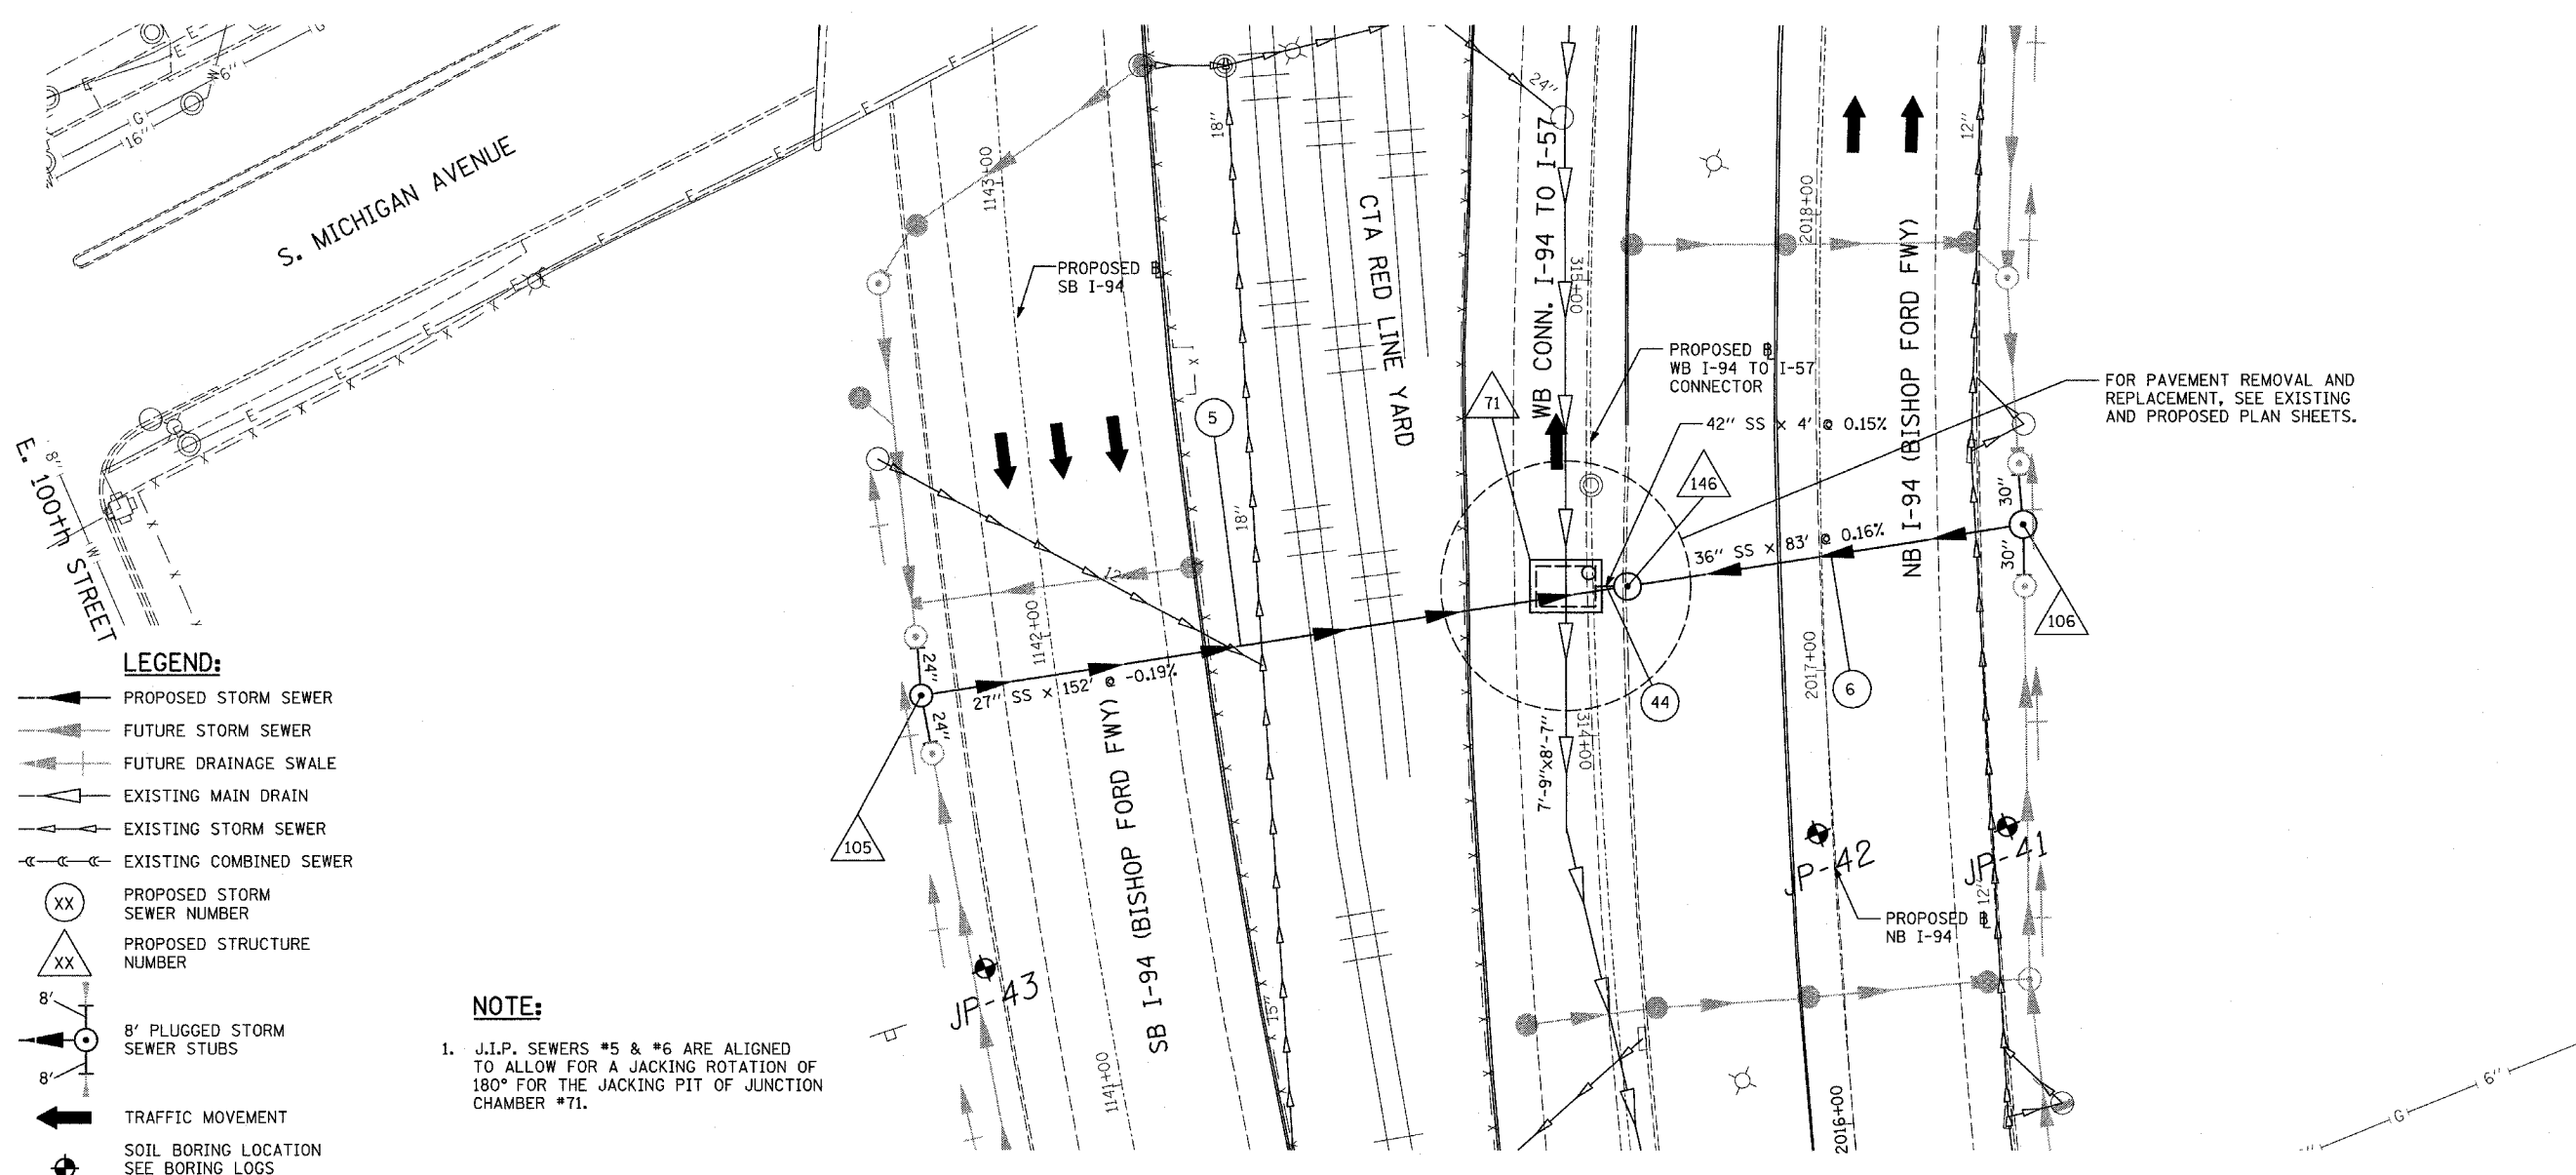 S. MICHIGAN AVENUE
E. 100th STREET
8"
W
6"
G
16"
G
W
E
E
E
E
E
E
E
E
X
X
X
X
1143+00
PROPOSED B
SB I-94
18"
CTA RED LINE YARD
24"
WB CONN. I-94 TO I-57
315+00
PROPOSED B
WB I-94 TO I-57
CONNECTOR
71
42" SS x 4' @ 0.15%
146
2018+00
12"
NB I-94 (BISHOP FORD FWY)
FOR PAVEMENT REMOVAL AND
REPLACEMENT, SEE EXISTING
AND PROPOSED PLAN SHEETS.
5
18"
36" SS x 83' @ 0.16%
30"
30"
106
1142+00
24"
24"
27" SS x 152' @ -0.19%
105
44
6
2017+00
7'-9"x8'-7"
314+00
SB I-94 (BISHOP FORD FWY)
JP-43
JP-42
JP-41
12"
PROPOSED B
NB I-94
15"
1141+00
2016+00
6"
G
LEGEND:
PROPOSED STORM SEWER
FUTURE STORM SEWER
FUTURE DRAINAGE SWALE
EXISTING MAIN DRAIN
EXISTING STORM SEWER
EXISTING COMBINED SEWER
XX
PROPOSED STORM
SEWER NUMBER
XX
PROPOSED STRUCTURE
NUMBER
8'
8' PLUGGED STORM
SEWER STUBS
8'
TRAFFIC MOVEMENT
SOIL BORING LOCATION
SEE BORING LOGS
NOTE:
1. J.I.P. SEWERS #5 & #6 ARE ALIGNED
TO ALLOW FOR A JACKING ROTATION OF
180° FOR THE JACKING PIT OF JUNCTION
CHAMBER #71.